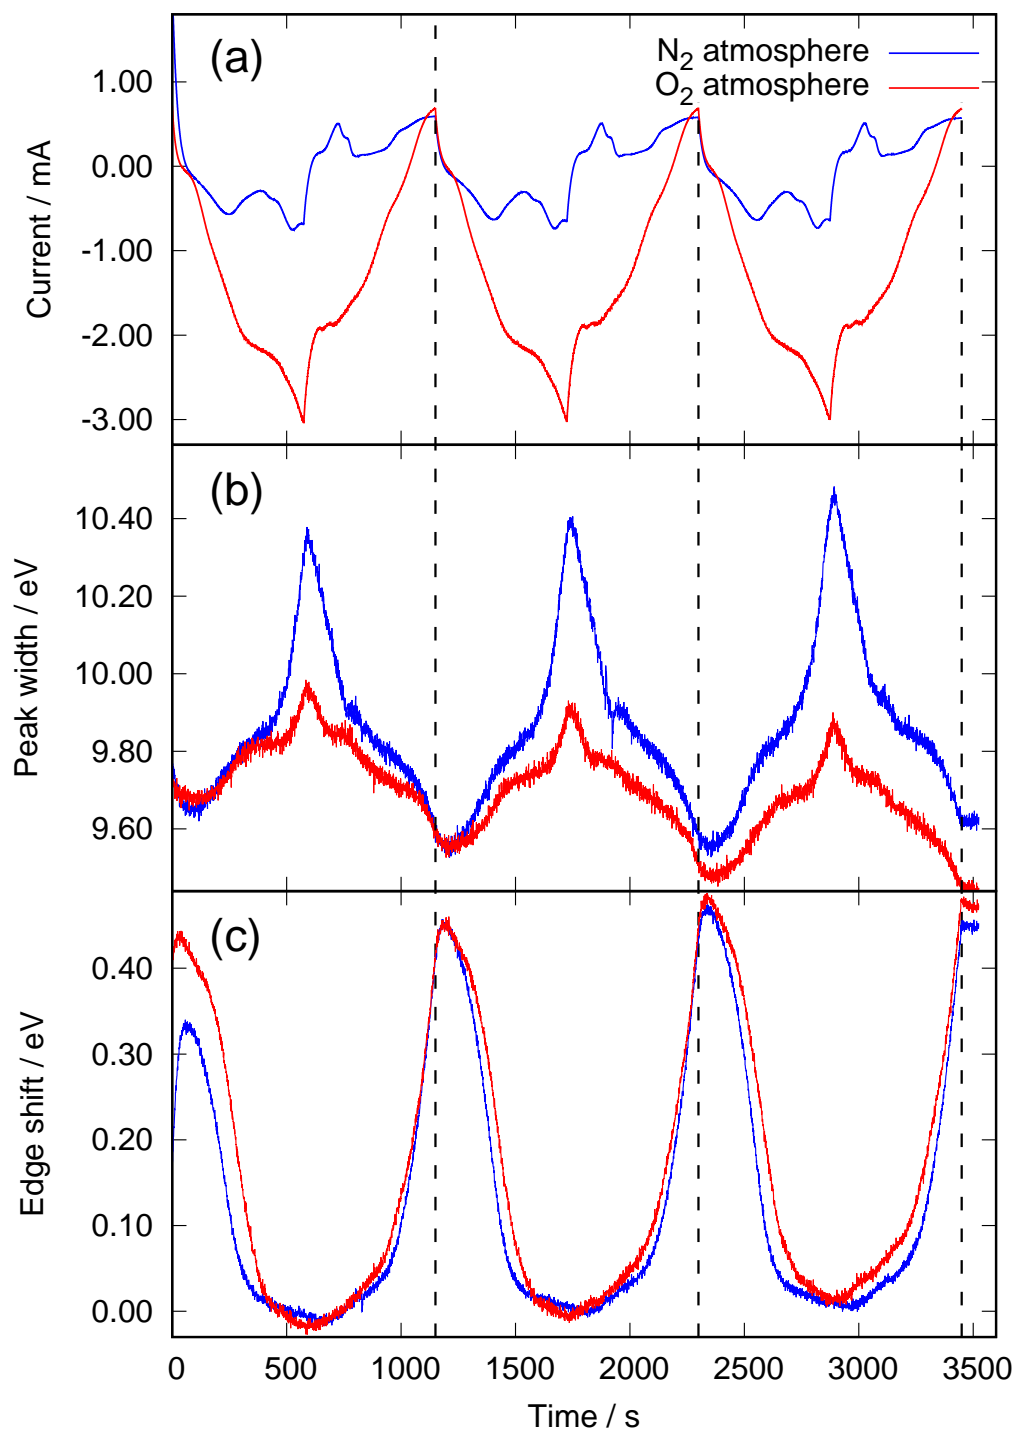 (a)
N2 atmosphere
O2 atmosphere
1.00
0.00
-1.00
-2.00
-3.00
Current / mA
(b)
10.40
10.20
10.00
9.80
9.60
Peak width / eV
(c)
0.40
0.30
0.20
0.10
0.00
Edge shift / eV
0 500 1000 1500 2000 2500 3000 3500
Time / s